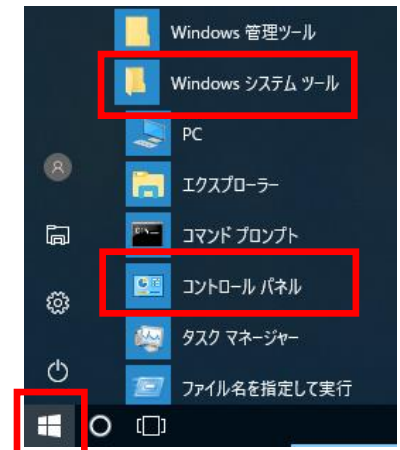 Windows 管理ツール
Windows システム ツール
PC
エクスプローラー
コマンド プロンプト
コントロール パネル
タスク マネージャー
ファイル名を指定して実行